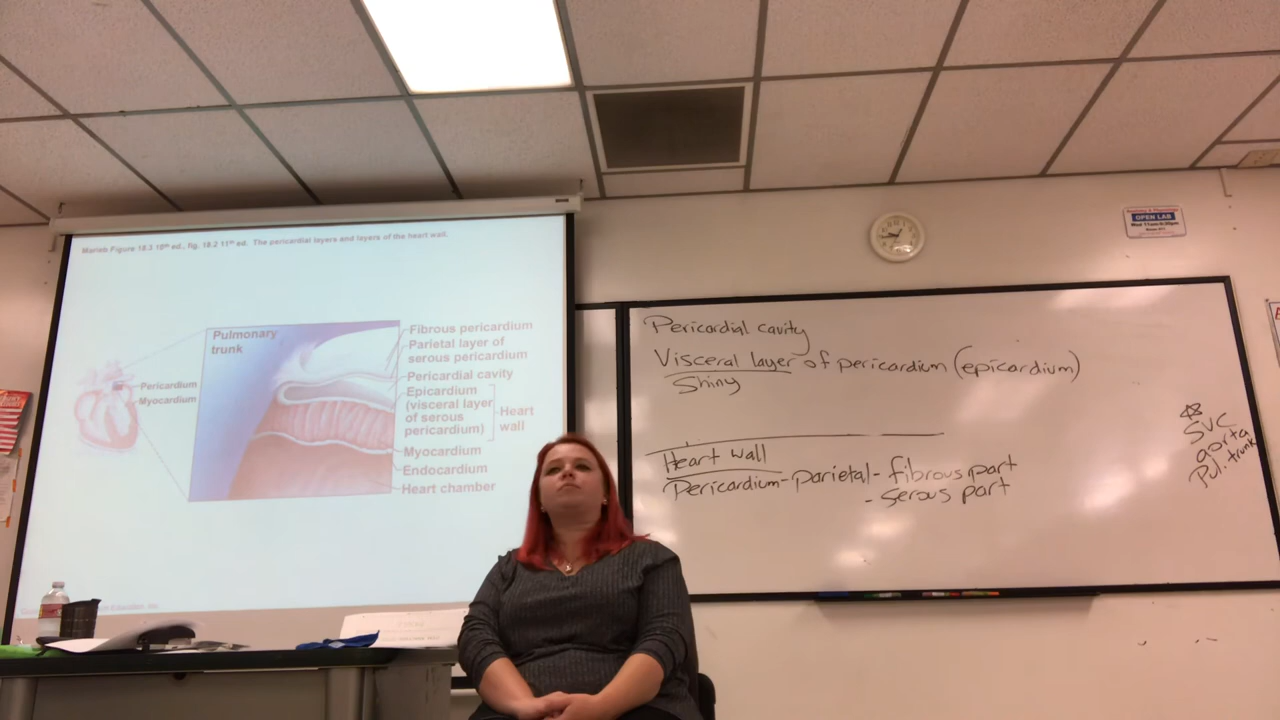 Marieb Figure 18.3 10th ed., fig. 18.2 11th ed. The pericardial layers and layers of the heart wall.
Pulmonary
trunk
Pericardium
Myocardium
Fibrous pericardium
Parietal layer of
serous pericardium
Pericardial cavity
Epicardium
(visceral layer
of serous
pericardium)
Heart
wall
Myocardium
Endocardium
Heart chamber
Pericardial cavity
Visceral layer of pericardium (epicardium)
Shiny
Heart wall
Pericardium - parietal - fibrous part
- serous part
SVC
aorta
Pul. trunk
OPEN LAB